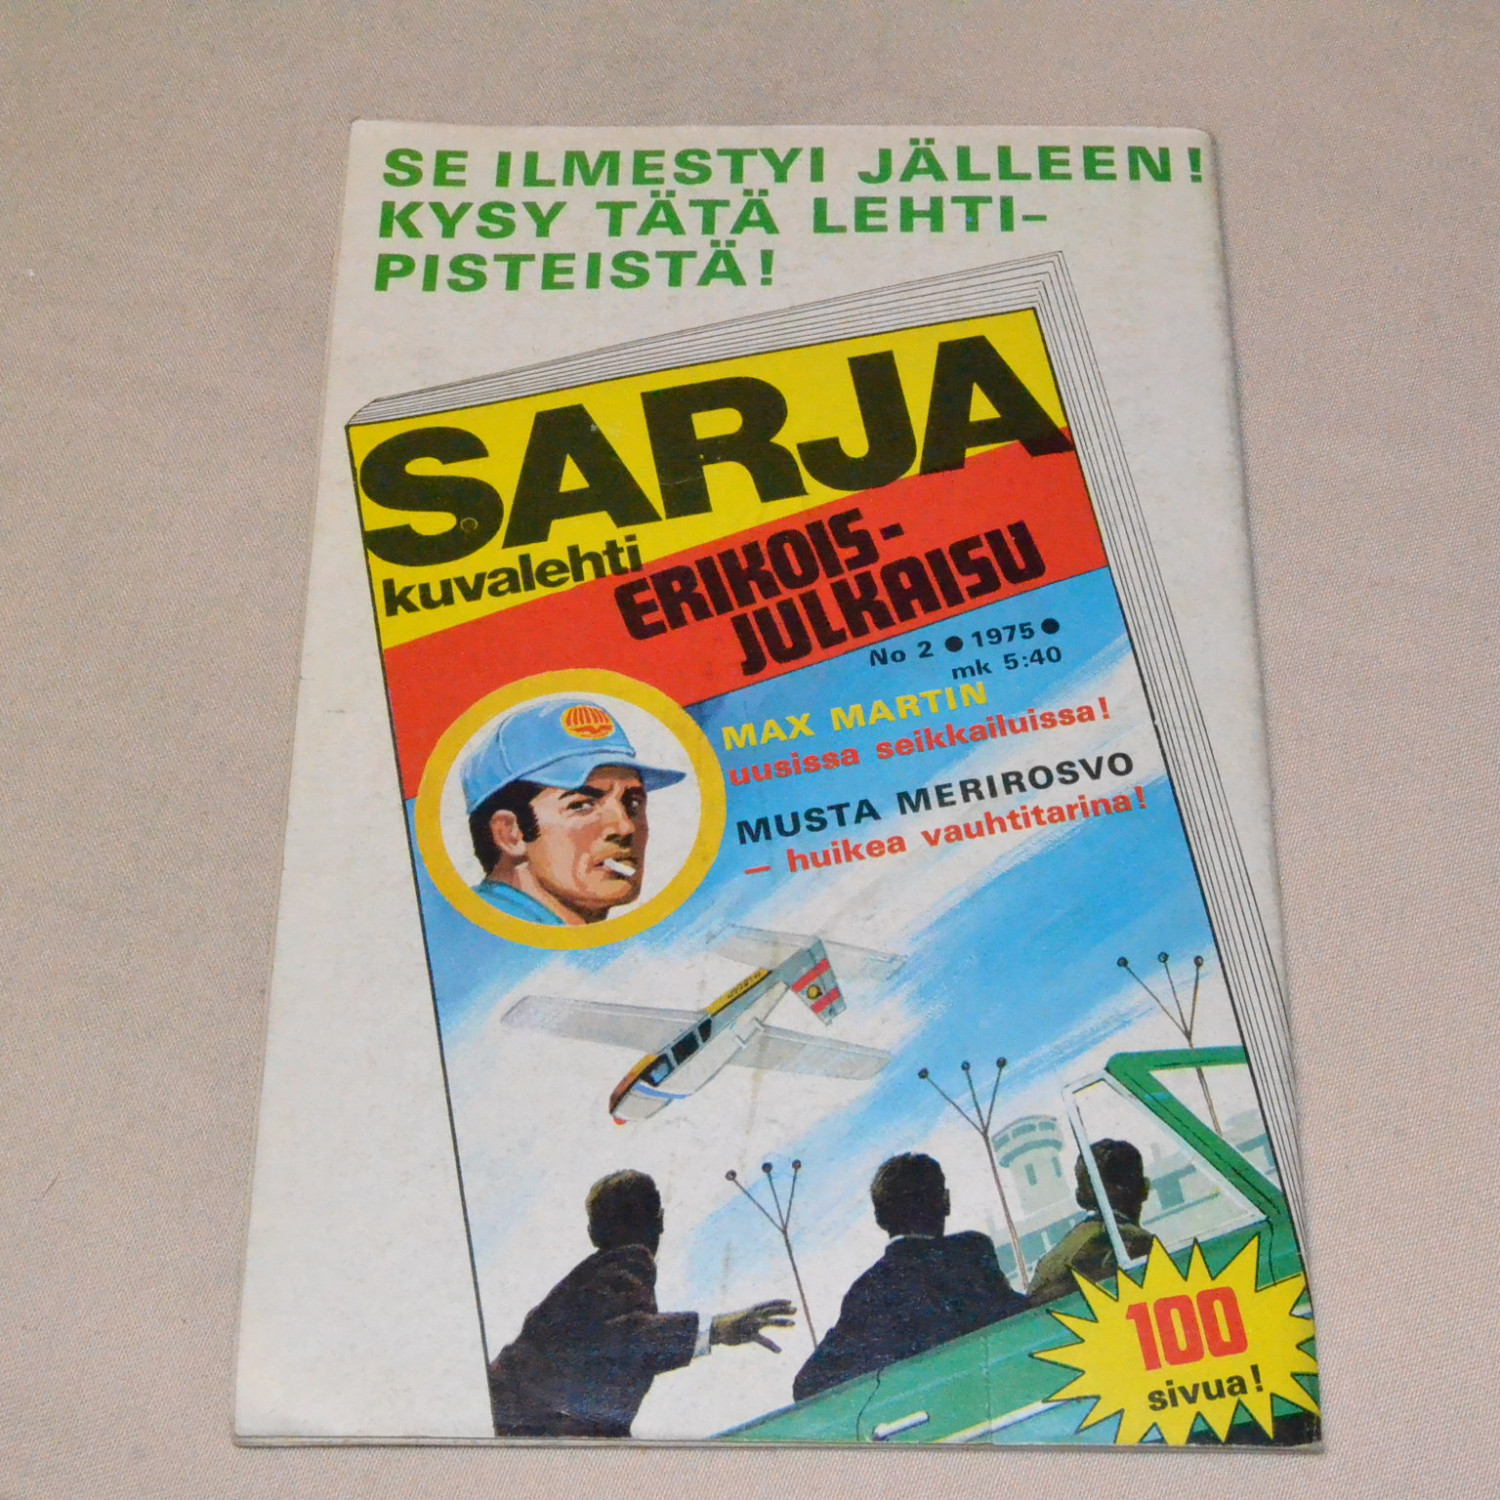 SE ILMESTYI JÄLLEEN!
KYSY TÄTÄ LEHTI-
PISTEISTÄ!
SARJA
kuvalehti
ERIKOIS-
JULKAISU
No 2 ● 1975 ●
mk 5:40
MAX MARTIN
uusissa seikkailuissa!
MUSTA MERIROSVO
– huikea vauhtitarina!
100
sivua!